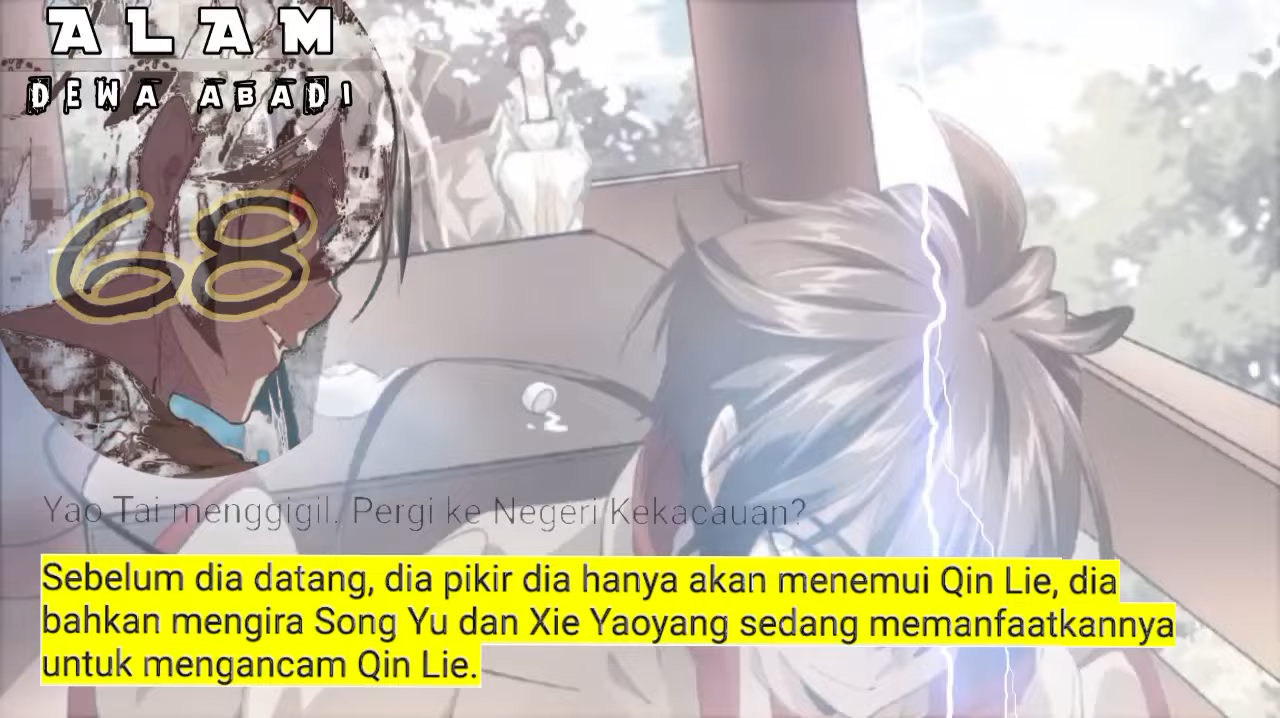 ALAM
DEWA ABADI
68
Yao Tai menggigil. Pergi ke Negeri Kekacauan?
Sebelum dia datang, dia pikir dia hanya akan menemui Qin Lie, dia
bahkan mengira Song Yu dan Xie Yaoyang sedang memanfaatkannya
untuk mengancam Qin Lie.